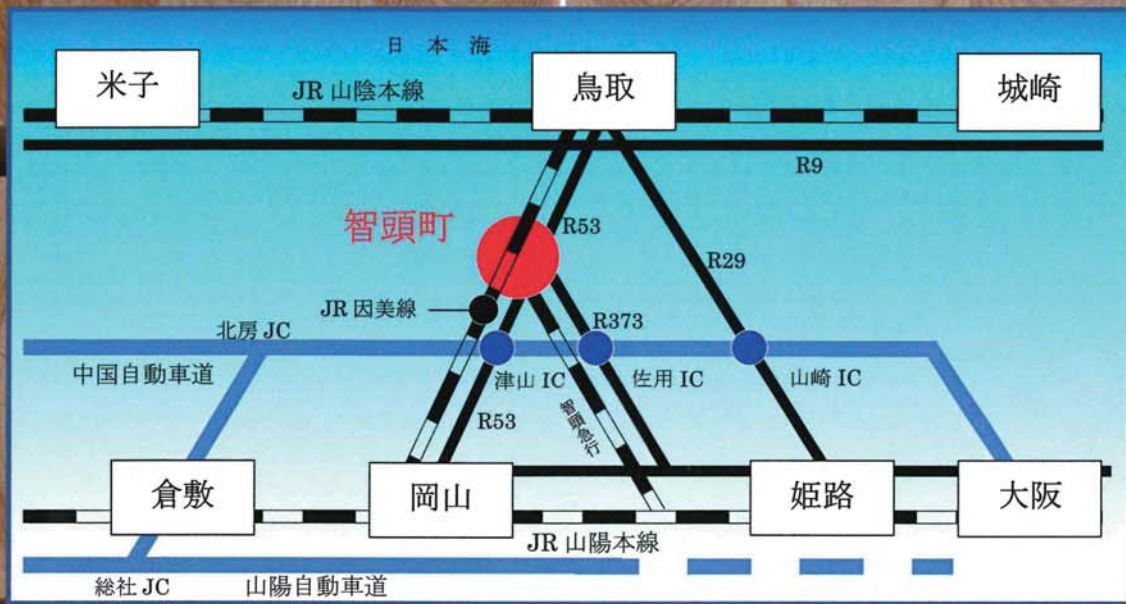 日本海
米子
鳥取
城崎
JR 山陰本線
R9
智頭町
R53
R29
JR 因美線
R373
北房 JC
中国自動車道
津山 IC
佐用 IC
山崎 IC
R53
智頭急行
倉敷
岡山
姫路
大阪
JR 山陽本線
総社 JC
山陽自動車道